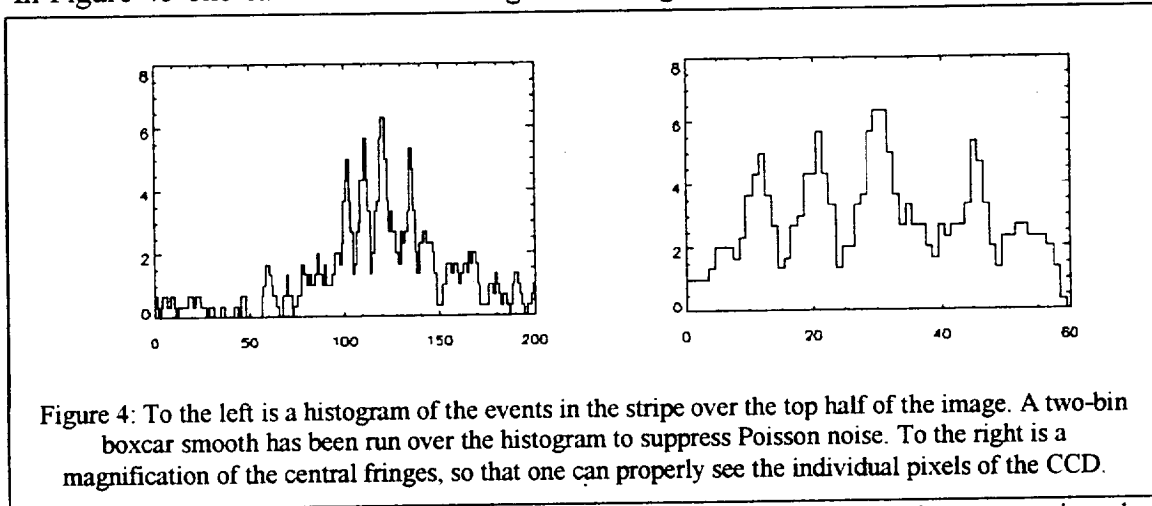 8
6
4
2
0
0 50 100 150 200
8
6
4
2
0
0 20 40 60
Figure 4: To the left is a histogram of the events in the stripe over the top half of the image. A two-bin
boxcar smooth has been run over the histogram to suppress Poisson noise. To the right is a
magnification of the central fringes, so that one can properly see the individual pixels of the CCD.